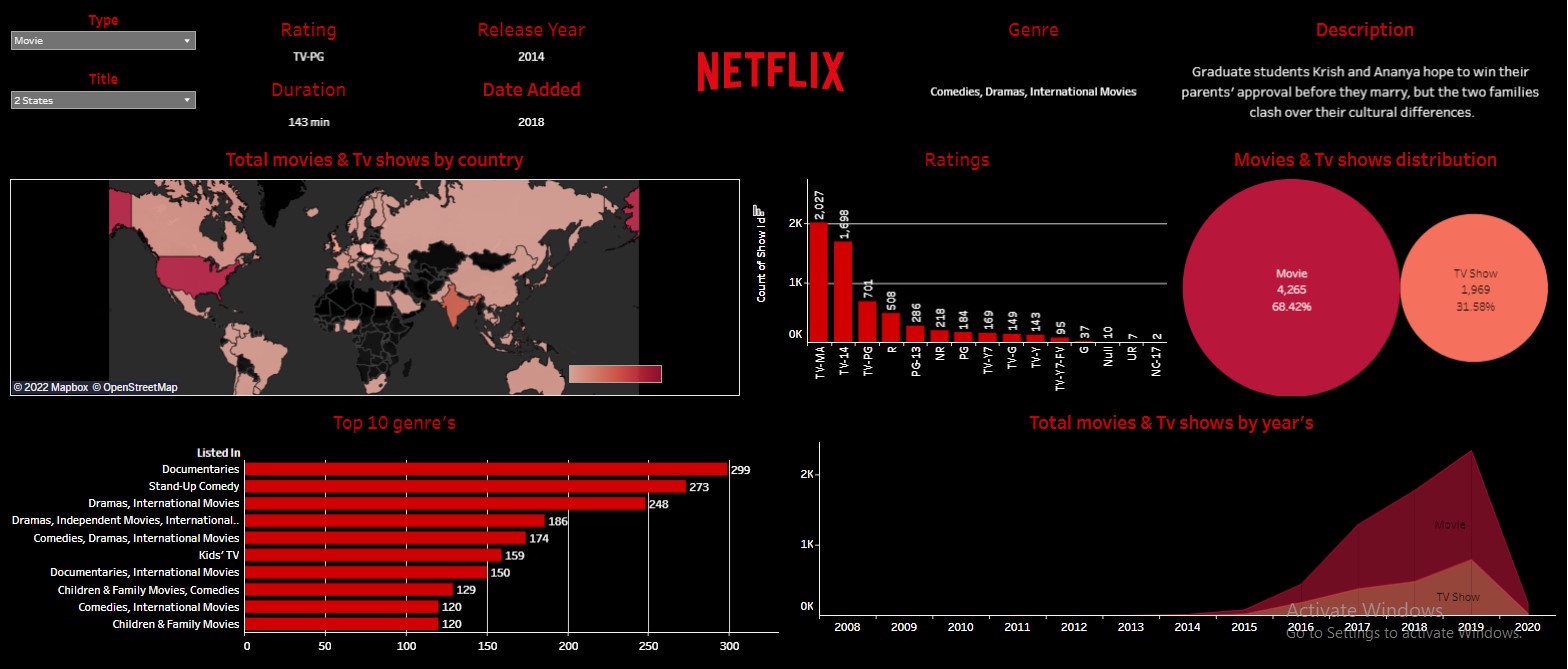 Type
Movie
Title
2 States
Rating
TV-PG
Duration
143 min
Release Year
2014
Date Added
2018
NETFLIX
Genre
Comedies, Dramas, International Movies
Description
Graduate students Krish and Ananya hope to win their
parents' approval before they marry, but the two families
clash over their cultural differences.
Total movies & Tv shows by country
© 2022 Mapbox © OpenStreetMap
Ratings
Count of Show Id
2K
1K
0K
2,027
1,698
701
508
286
218
184
169
149
143
95
37
10
7
2
TV-MA
TV-14
TV-PG
R
PG-13
NR
PG
TV-Y7
TV-G
TV-Y
TV-Y7-FV
G
Null
UR
NC-17
Movies & Tv shows distribution
Movie
4,265
68.42%
TV Show
1,969
31.58%
Top 10 genre's
Listed In
Documentaries 299
Stand-Up Comedy 273
Dramas, International Movies 248
Dramas, Independent Movies, International.. 186
Comedies, Dramas, International Movies 174
Kids' TV 159
Documentaries, International Movies 150
Children & Family Movies, Comedies 129
Comedies, International Movies 120
Children & Family Movies 120
0 50 100 150 200 250 300
Total movies & Tv shows by year's
2K
1K
0K
Movie
TV Show
2008 2009 2010 2011 2012 2013 2014 2015 2016 2017 2018 2019 2020
Activate Windows
Go to Settings to activate Windows.